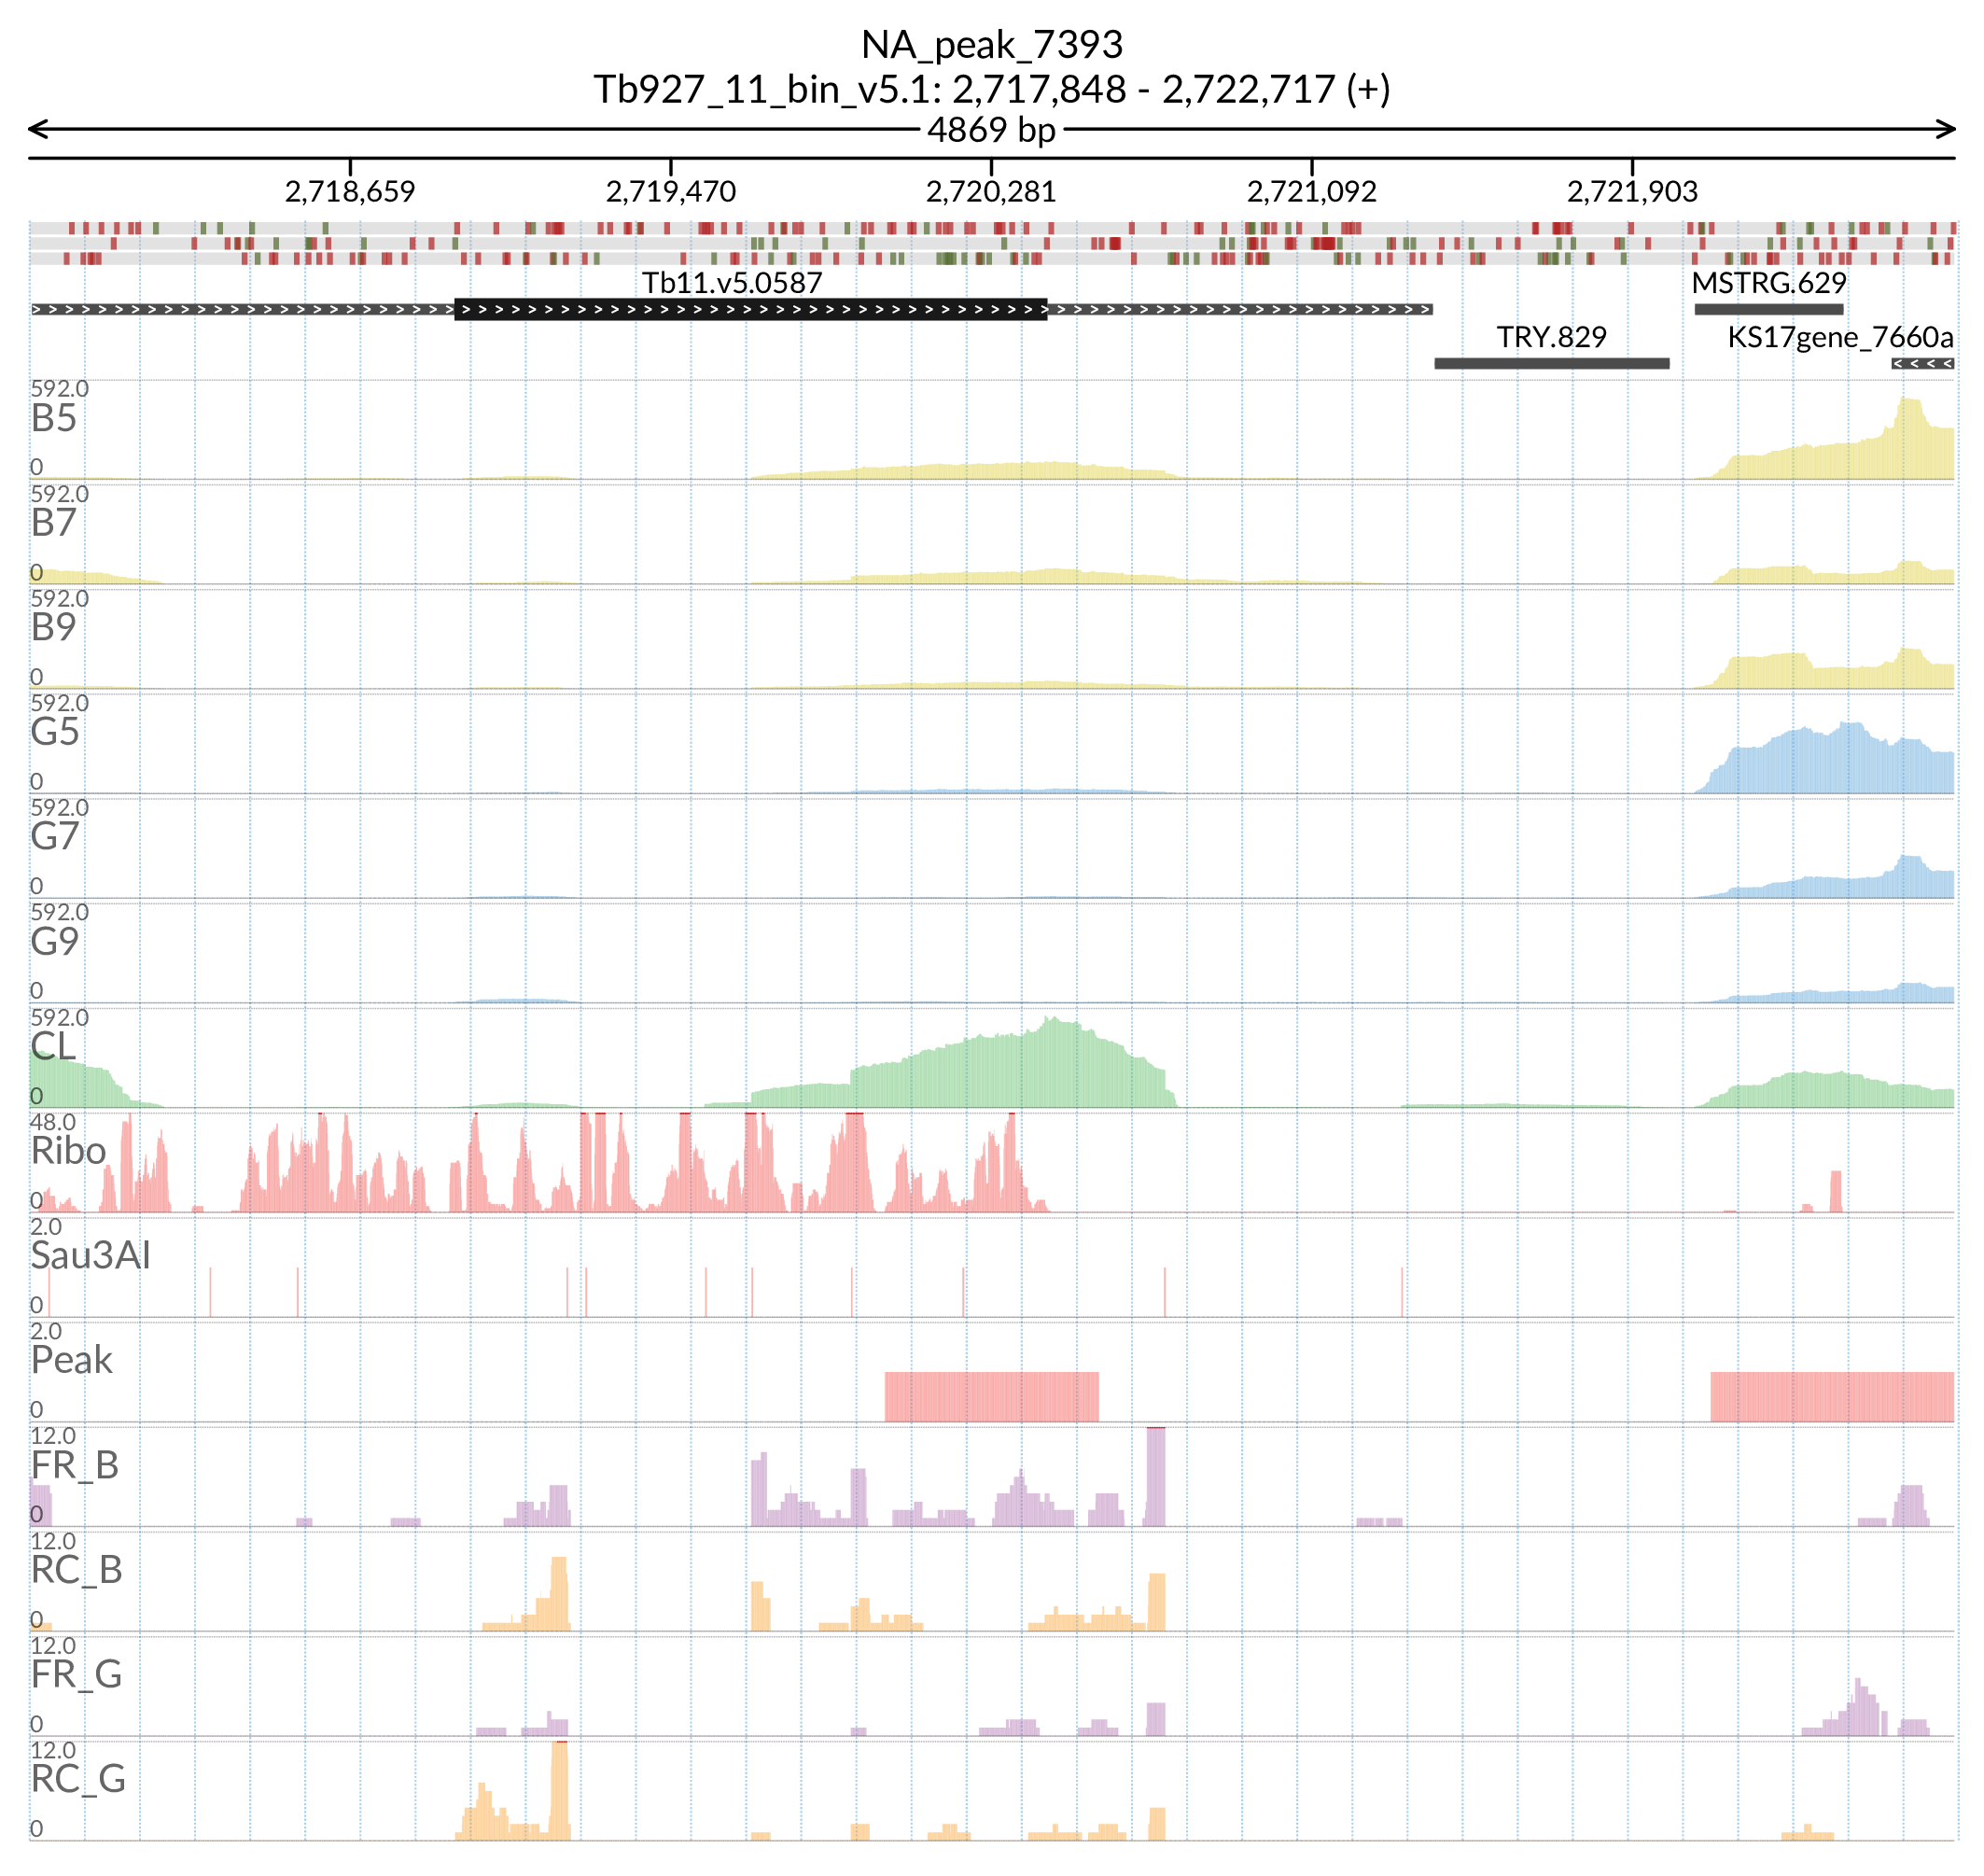 NA_peak_7393
Tb927_11_bin_v5.1: 2,717,848 - 2,722,717 (+)
4869 bp
2,718,659 2,719,470 2,720,281 2,721,092 2,721,903
Tb11.v5.0587 MSTRG.629
TRY.829 KS17gene_7660a
592.0
B5
0
592.0
B7
0
592.0
B9
0
592.0
G5
0
592.0
G7
0
592.0
G9
0
592.0
CL
0
48.0
Ribo
0
2.0
Sau3AI
0
2.0
Peak
0
12.0
FR_B
0
12.0
RC_B
0
12.0
FR_G
0
12.0
RC_G
0